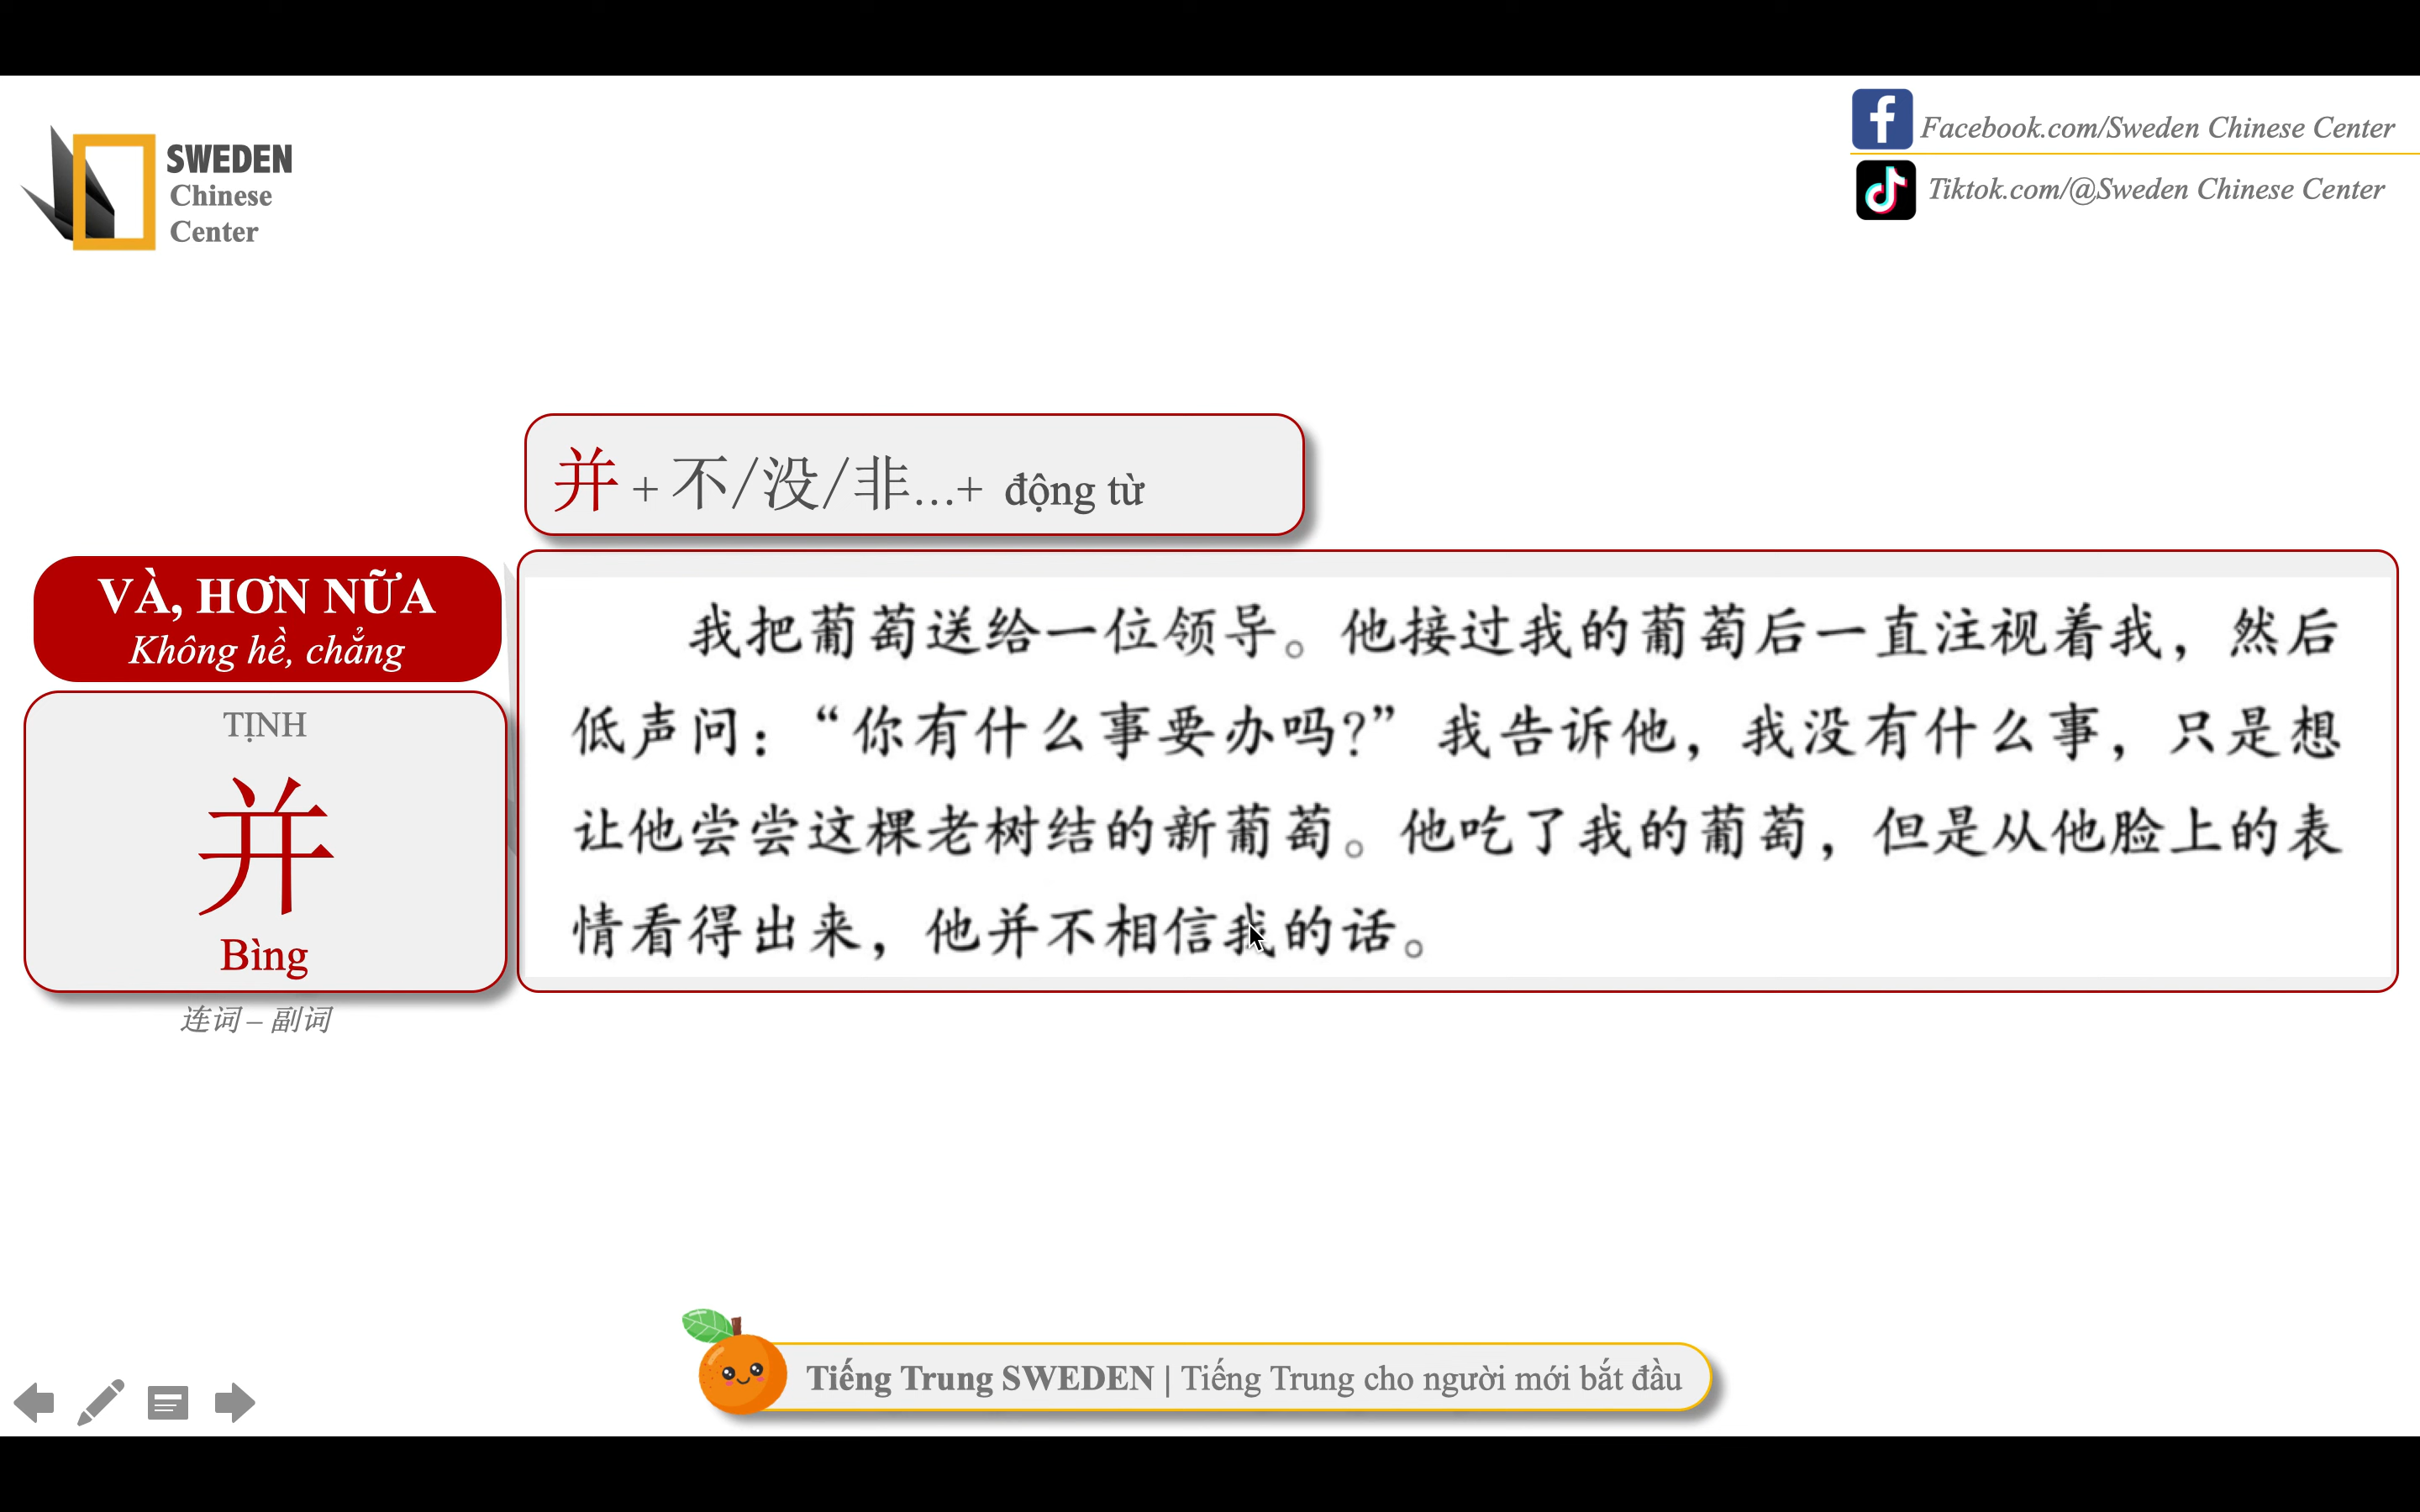 SWEDEN
Chinese
Center
Facebook.com/Sweden Chinese Center
Tiktok.com/@Sweden Chinese Center
并 + 不/没/非...+ động từ
VÀ, HƠN NỮA
Không hề, chẳng
TỊNH
并
Bìng
连词 – 副词
我把葡萄送给一位领导。他接过我的葡萄后一直注视着我，然后
低声问：“你有什么事要办吗?”我告诉他，我没有什么事，只是想
让他尝尝这棵老树结的新葡萄。他吃了我的葡萄，但是从他脸上的表
情看得出来，他并不相信我的话。
Tiếng Trung SWEDEN | Tiếng Trung cho người mới bắt đầu